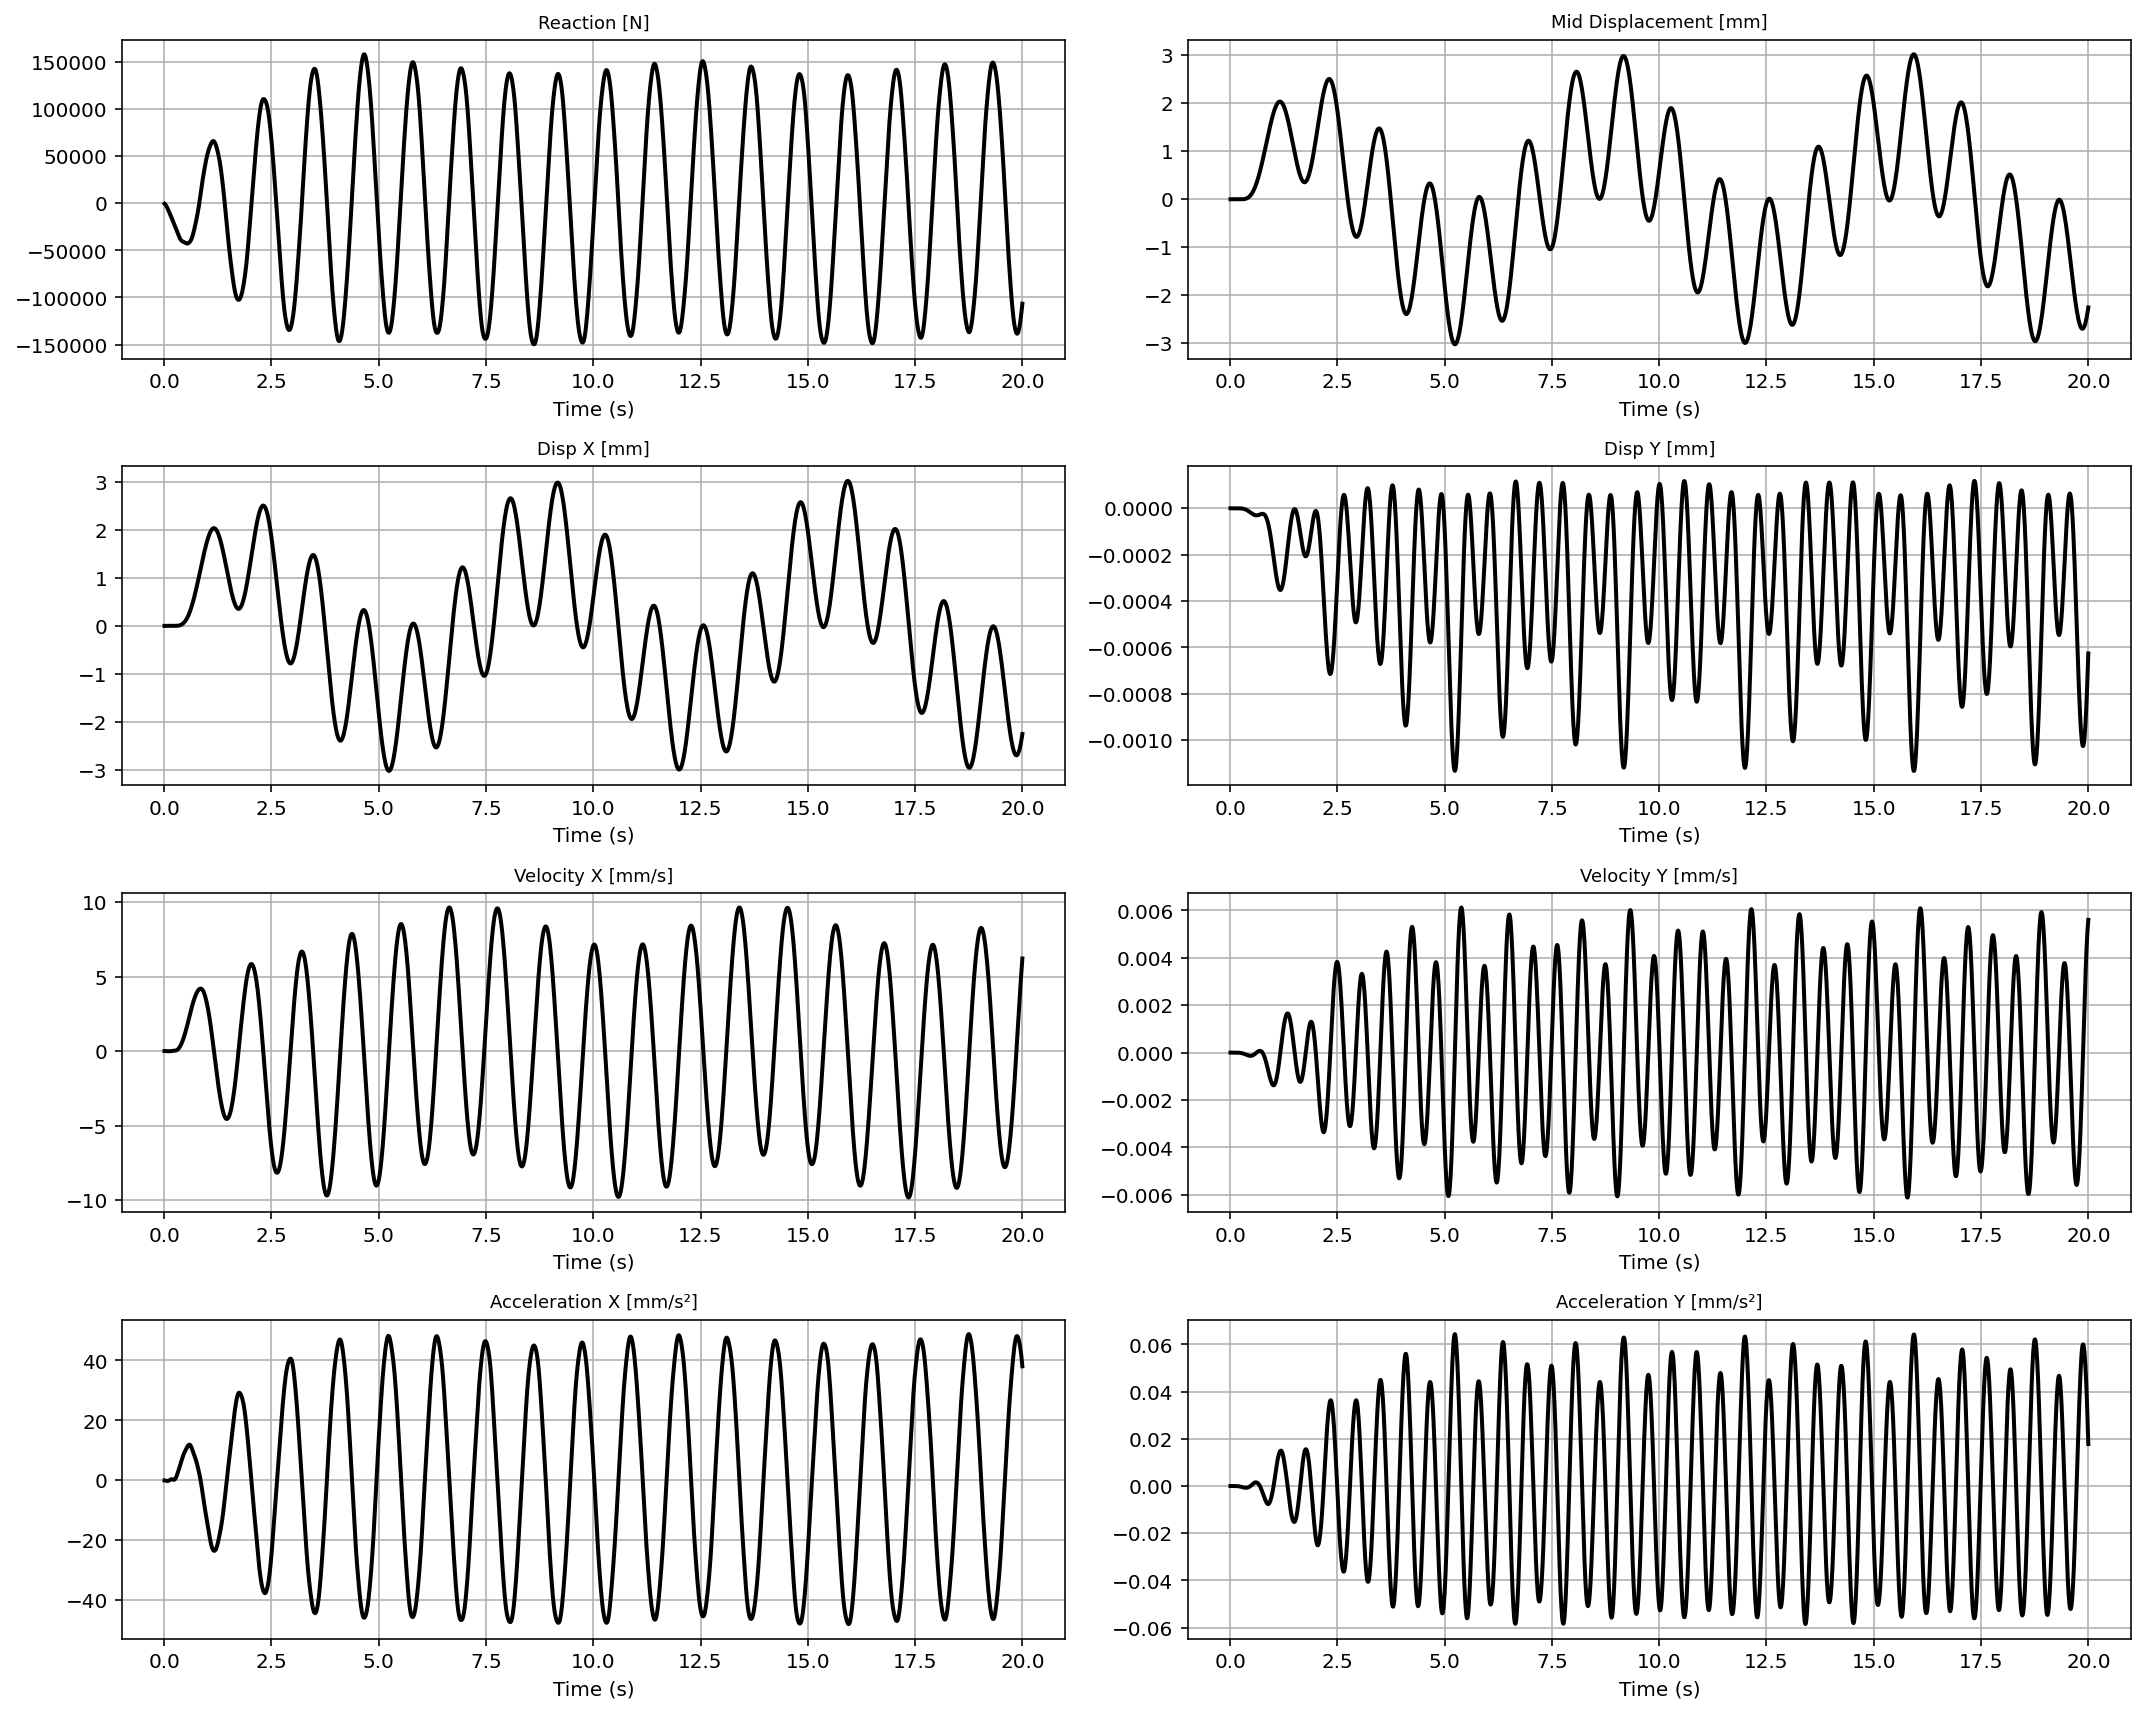 Reaction [N]
150000
100000
50000
0
−50000
−100000
−150000
0.0 2.5 5.0 7.5 10.0 12.5 15.0 17.5 20.0
Time (s)
Mid Displacement [mm]
3
2
1
0
−1
−2
−3
0.0 2.5 5.0 7.5 10.0 12.5 15.0 17.5 20.0
Time (s)
Disp X [mm]
3
2
1
0
−1
−2
−3
0.0 2.5 5.0 7.5 10.0 12.5 15.0 17.5 20.0
Time (s)
Disp Y [mm]
0.0000
−0.0002
−0.0004
−0.0006
−0.0008
−0.0010
0.0 2.5 5.0 7.5 10.0 12.5 15.0 17.5 20.0
Time (s)
Velocity X [mm/s]
10
5
0
−5
−10
0.0 2.5 5.0 7.5 10.0 12.5 15.0 17.5 20.0
Time (s)
Velocity Y [mm/s]
0.006
0.004
0.002
0.000
−0.002
−0.004
−0.006
0.0 2.5 5.0 7.5 10.0 12.5 15.0 17.5 20.0
Time (s)
Acceleration X [mm/s²]
40
20
0
−20
−40
0.0 2.5 5.0 7.5 10.0 12.5 15.0 17.5 20.0
Time (s)
Acceleration Y [mm/s²]
0.06
0.04
0.02
0.00
−0.02
−0.04
−0.06
0.0 2.5 5.0 7.5 10.0 12.5 15.0 17.5 20.0
Time (s)